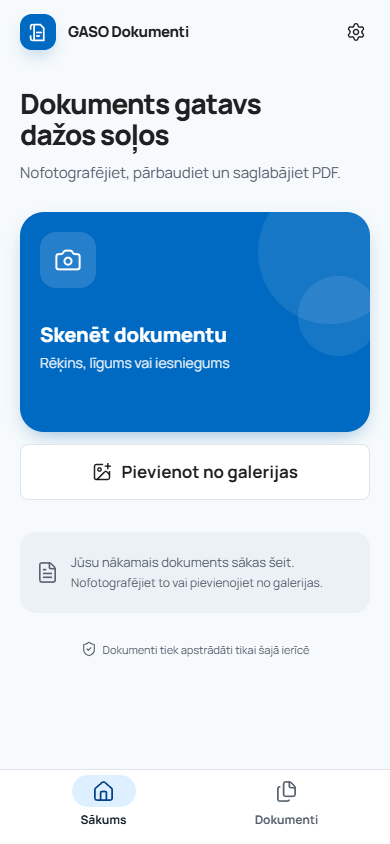 GASO Dokumenti
Dokuments gatavs
dažos soļos
Nofotografējiet, pārbaudiet un saglabājiet PDF.
Skenēt dokumentu
Rēķins, līgums vai iesniegums
Pievienot no galerijas
Jūsu nākamais dokuments sākas šeit.
Nofotografējiet to vai pievienojiet no galerijas.
Dokumenti tiek apstrādāti tikai šajā ierīcē
Sākums
Dokumenti